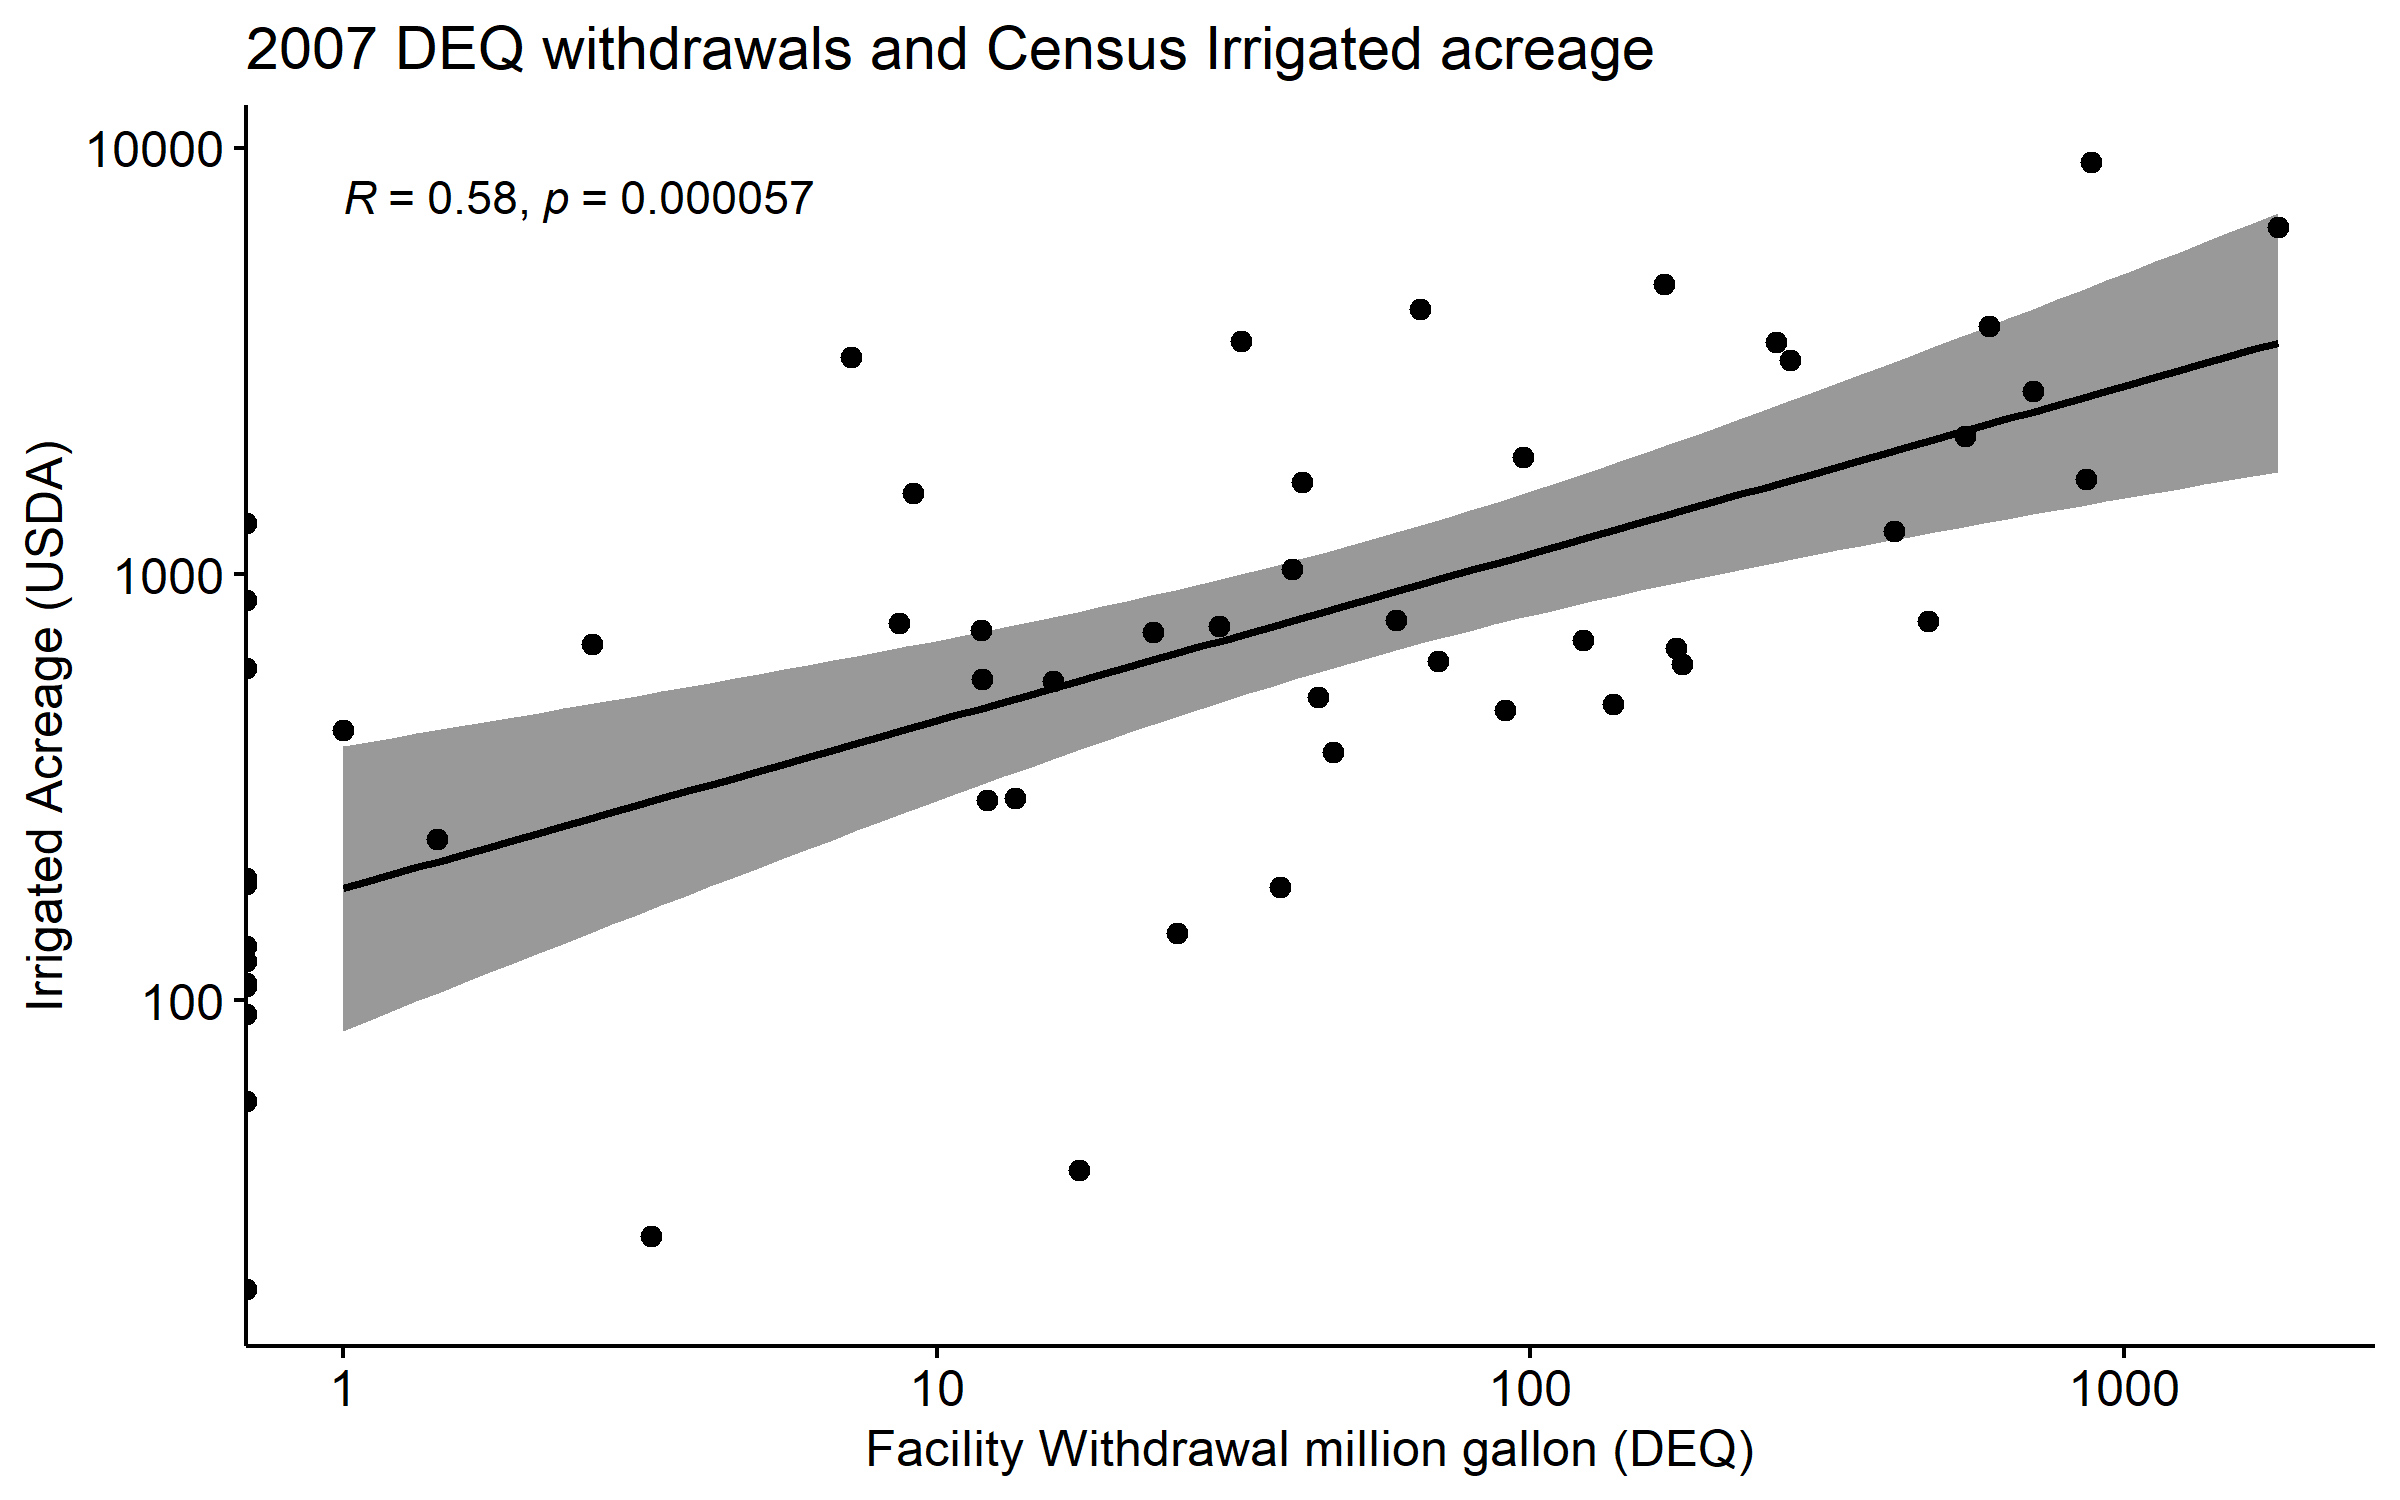 2007 DEQ withdrawals and Census Irrigated acreage
10000
R = 0.58, p = 0.000057
1000
100
Irrigated Acreage (USDA)
1
10
100
1000
Facility Withdrawal million gallon (DEQ)